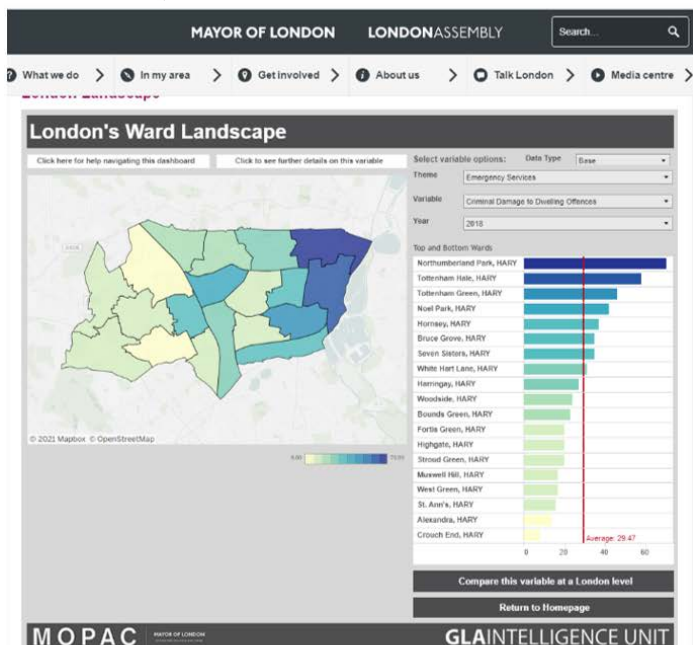 MAYOR OF LONDON LONDONASSEMBLY Search...
What we do In my area Get involved About us Talk London Media centre
London Landscape
London's Ward Landscape
Click here for help navigating this dashboard Click to see further details on this variable
Select variable options: Data Type Base
Theme Emergency Services
Variable Criminal Damage to Dwelling Offences
Year 2018
Top and Bottom Wards
Northumberland Park, HARY
Tottenham Hale, HARY
Tottenham Green, HARY
Noel Park, HARY
Hornsey, HARY
Bruce Grove, HARY
Seven Sisters, HARY
White Hart Lane, HARY
Harringay, HARY
Woodside, HARY
Bounds Green, HARY
Fortis Green, HARY
Highgate, HARY
Stroud Green, HARY
Muswell Hill, HARY
West Green, HARY
St. Ann's, HARY
Alexandra, HARY
Crouch End, HARY
Average: 29.47
0 20 40 60
© 2021 Mapbox © OpenStreetMap
Compare this variable at a London level
Return to Homepage
MOPAC MAYOR OF LONDON
GLAINTELLIGENCE UNIT